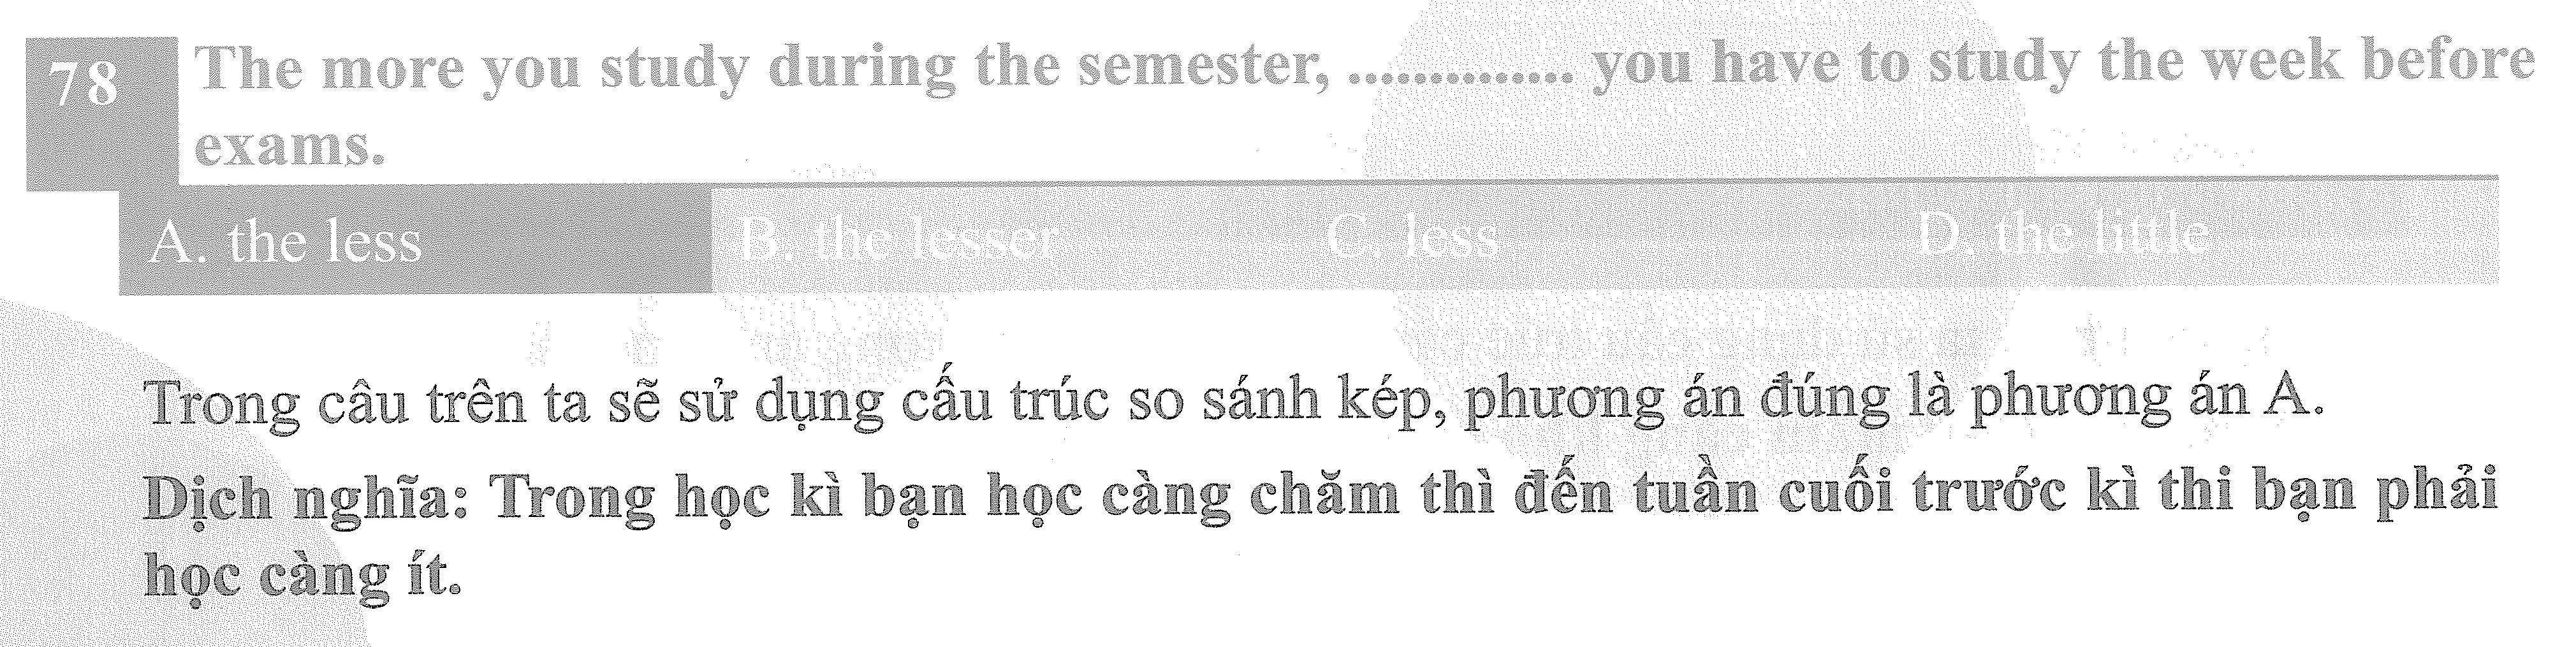 78 The more you study during the semester, .............. you have to study the week before
exams.
A. the less B. the lesser C. less D. the little
Trong câu trên ta sẽ sử dụng cấu trúc so sánh kép, phương án đúng là phương án A.
Dịch nghĩa: Trong học kì bạn học càng chăm thì đến tuần cuối trước kì thi bạn phải
học càng ít.